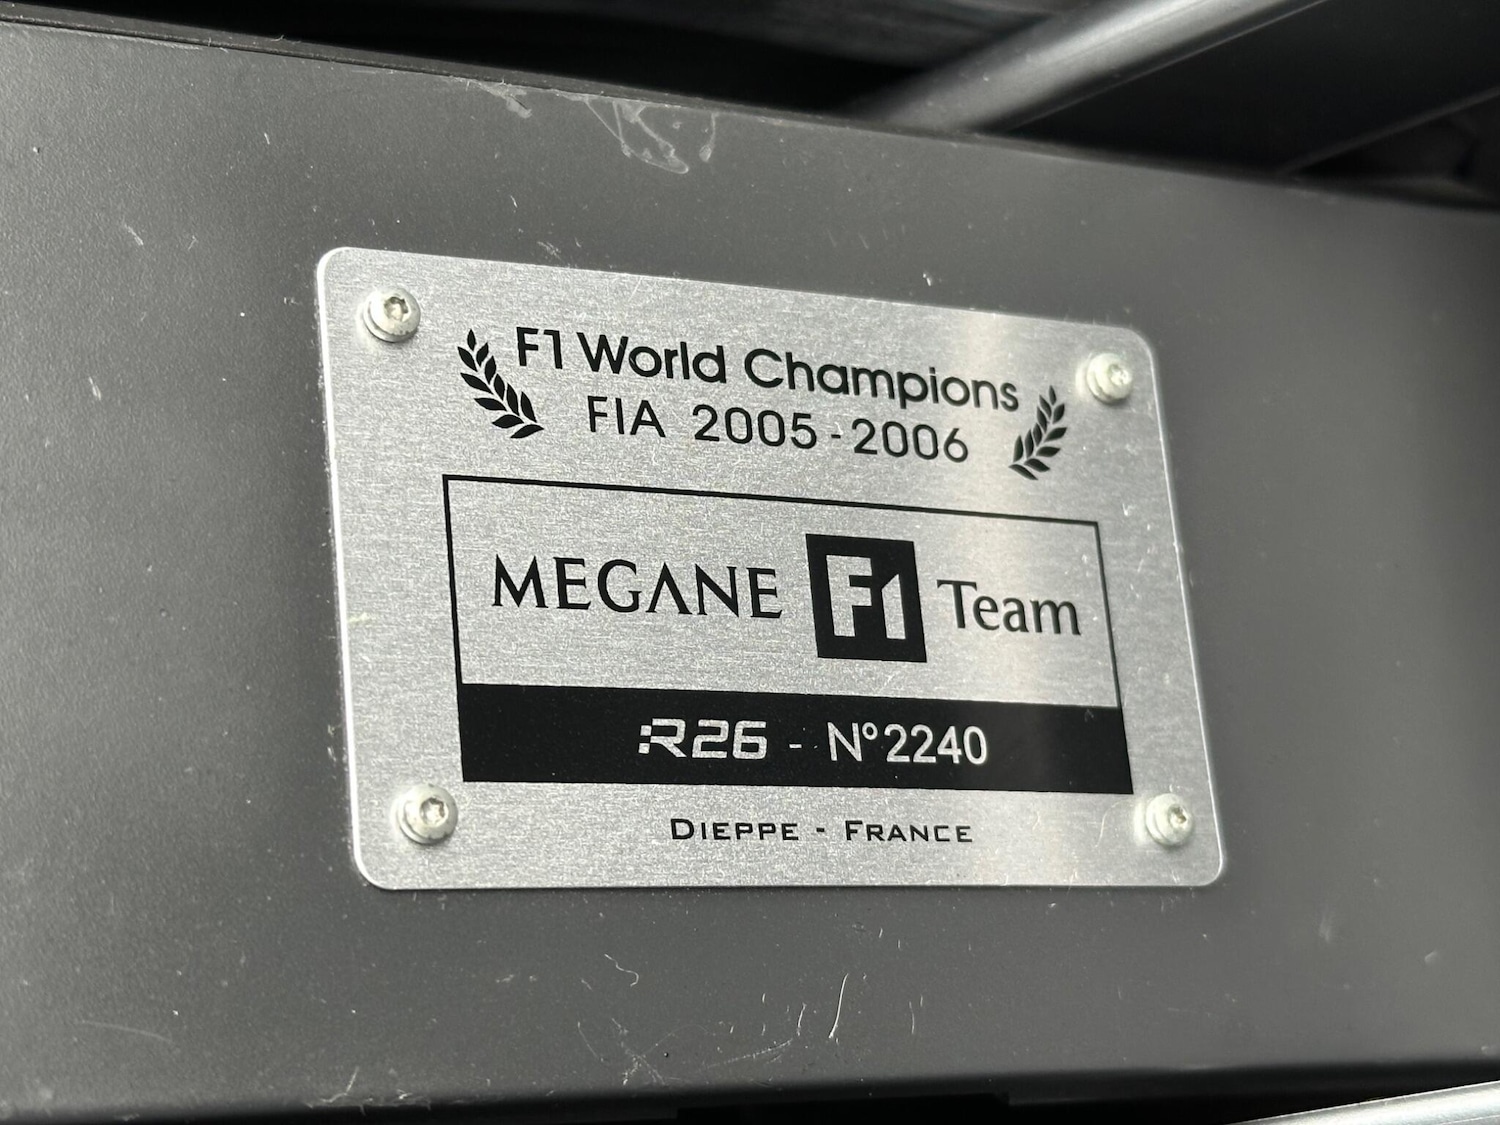 F1 World Champions
FIA 2005-2006
MEGANE F1 Team
R26 - N°2240
DIEPPE - FRANCE